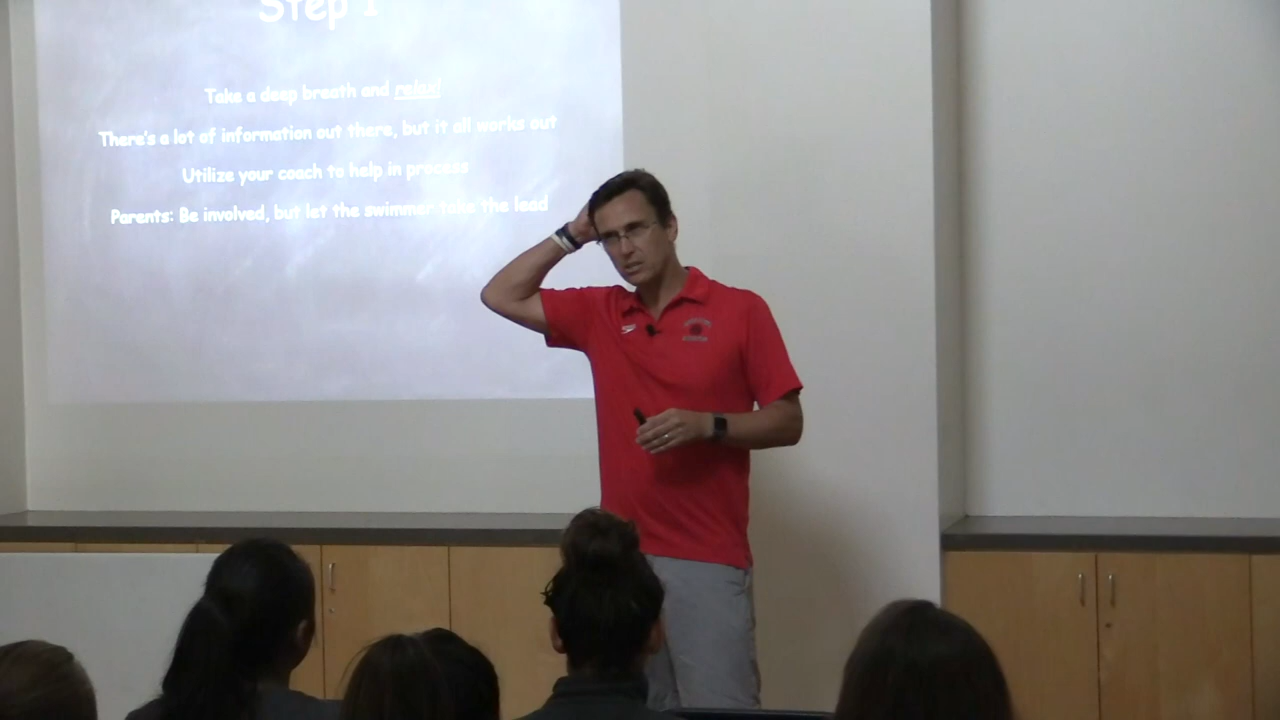 Step 1
Take a deep breath and relax!
There's a lot of information out there, but it all works out
Utilize your coach to help in process
Parents: Be involved, but let the swimmer take the lead